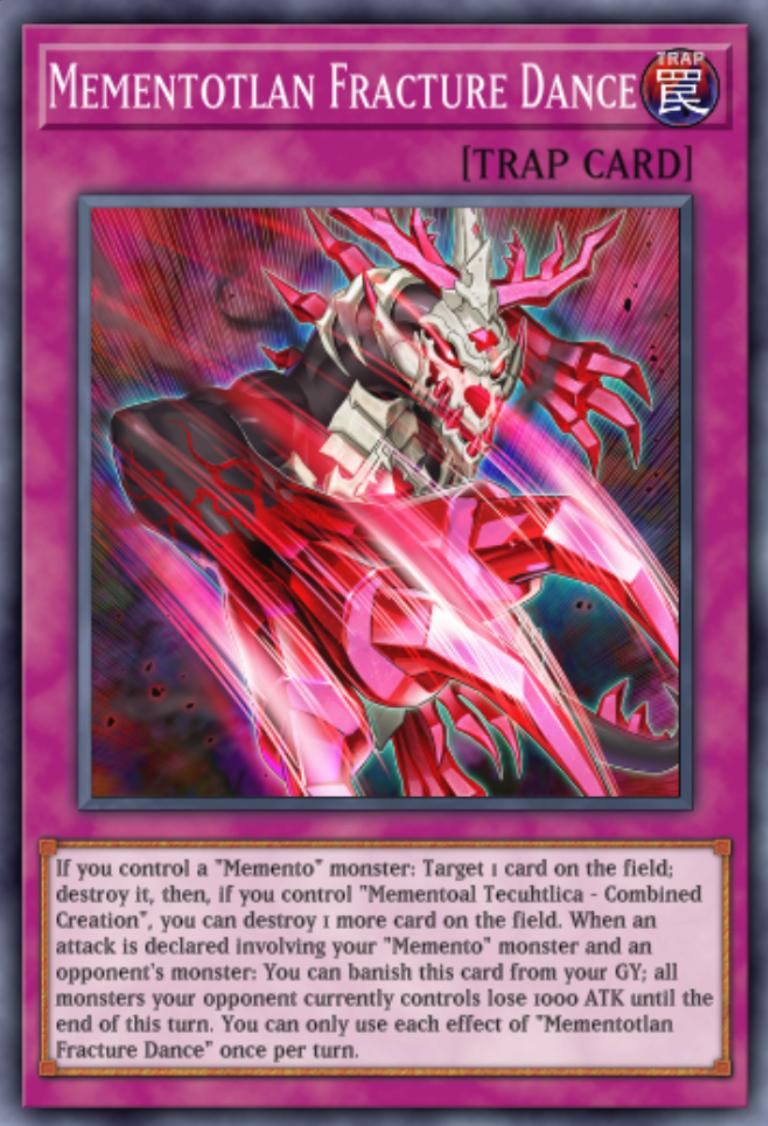 MEMENTOTLAN FRACTURE DANCE
TRAP
罠
[TRAP CARD]
If you control a "Memento" monster: Target 1 card on the field;
destroy it, then, if you control "Mementoal Tecuhtlica - Combined
Creation", you can destroy 1 more card on the field. When an
attack is declared involving your "Memento" monster and an
opponent's monster: You can banish this card from your GY; all
monsters your opponent currently controls lose 1000 ATK until the
end of this turn. You can only use each effect of "Mementotlan
Fracture Dance" once per turn.